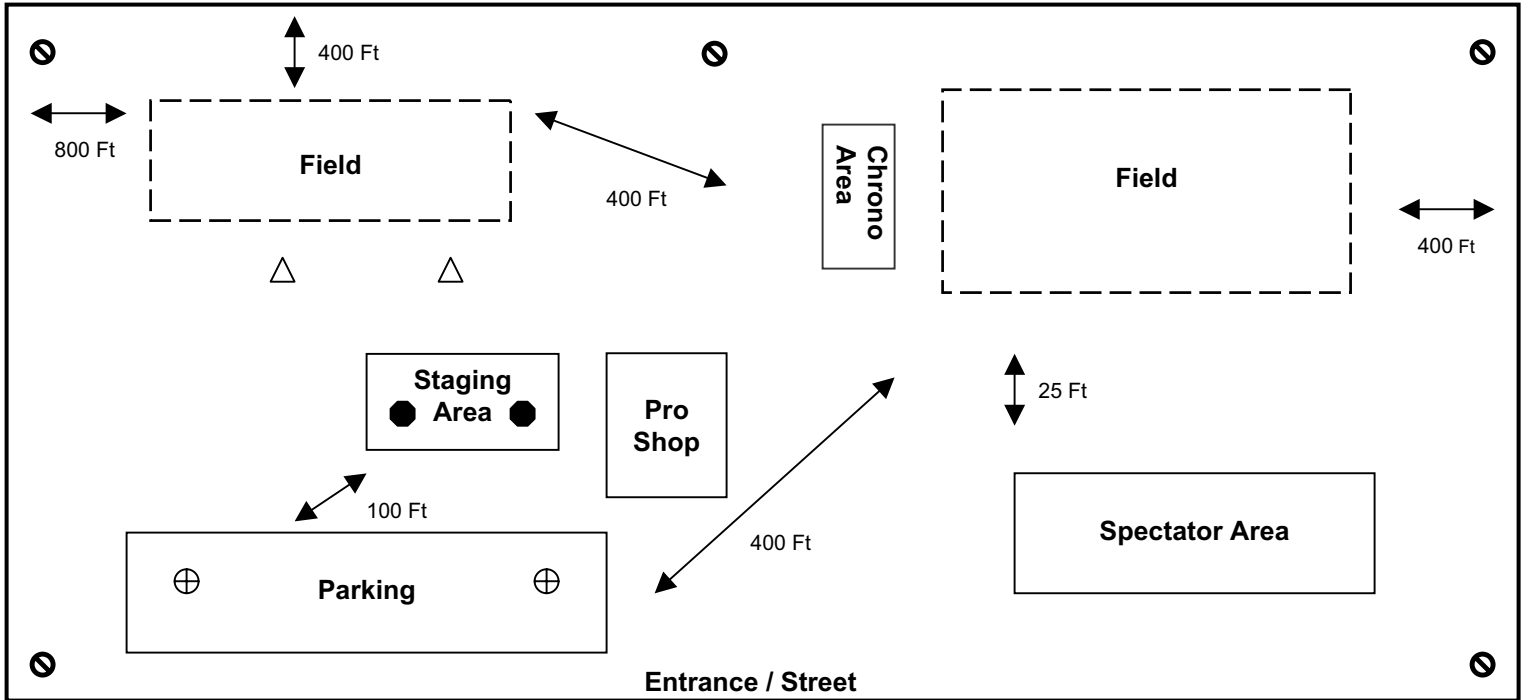 400 Ft
800 Ft
Field
400 Ft
Chrono
Area
Field
400 Ft
Staging
Area
Pro
Shop
25 Ft
100 Ft
400 Ft
Spectator Area
Parking
Entrance / Street